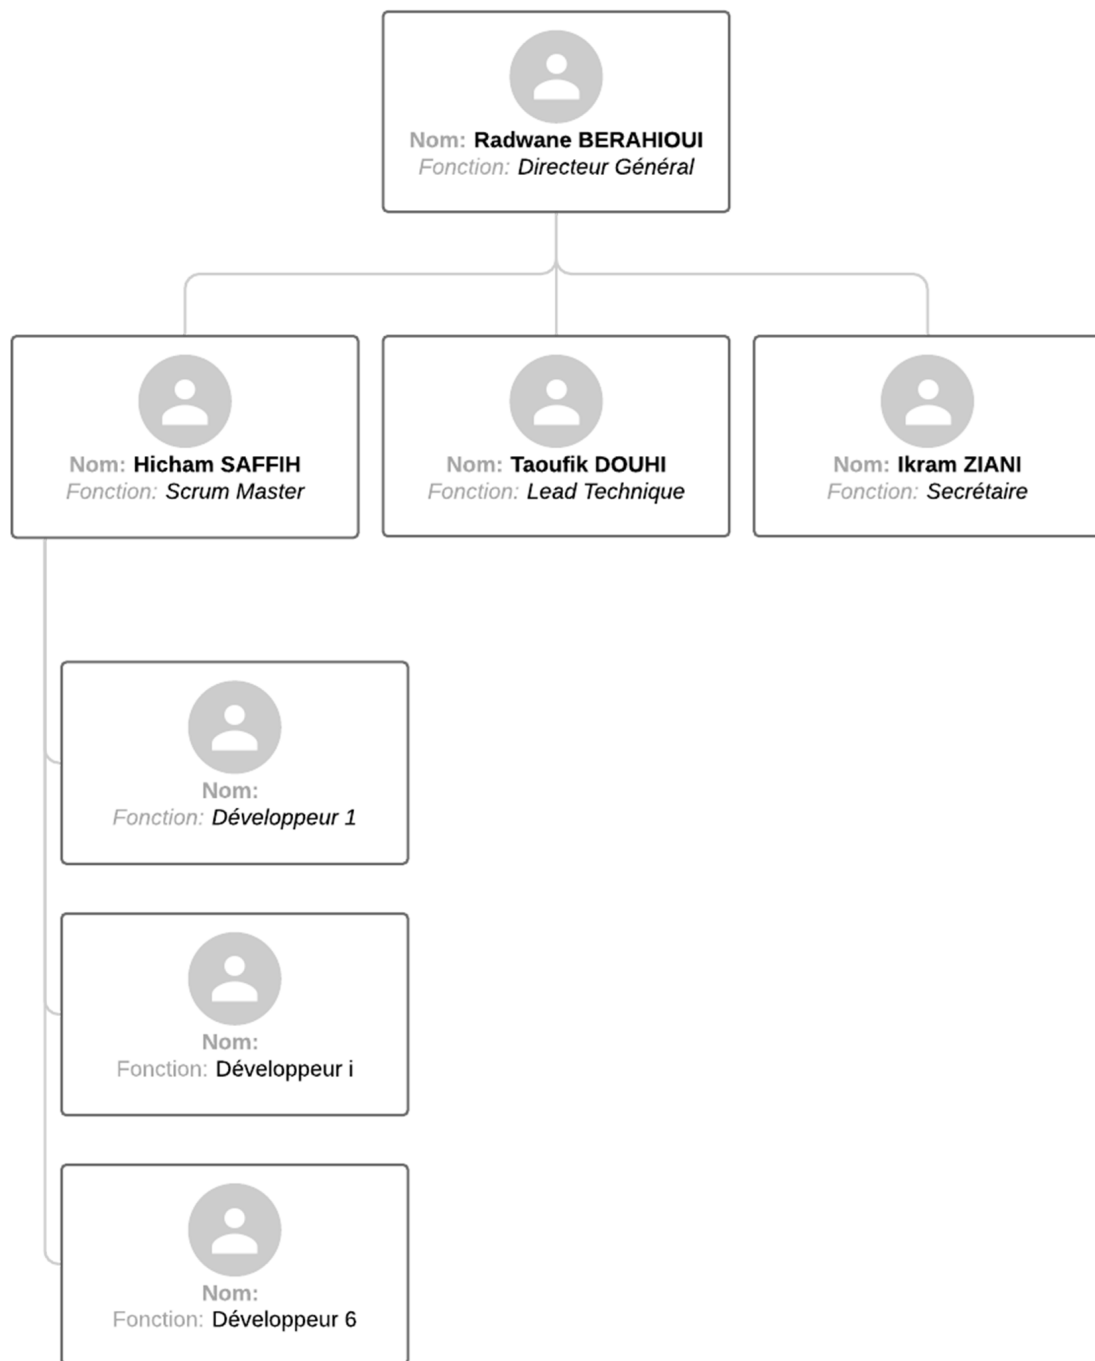 Nom: Radwane BERAHIOUI
Fonction: Directeur Général
Nom: Hicham SAFFIH
Fonction: Scrum Master
Nom: Taoufik DOUHI
Fonction: Lead Technique
Nom: Ikram ZIANI
Fonction: Secrétaire
Nom:
Fonction: Développeur 1
Nom:
Fonction: Développeur i
Nom:
Fonction: Développeur 6